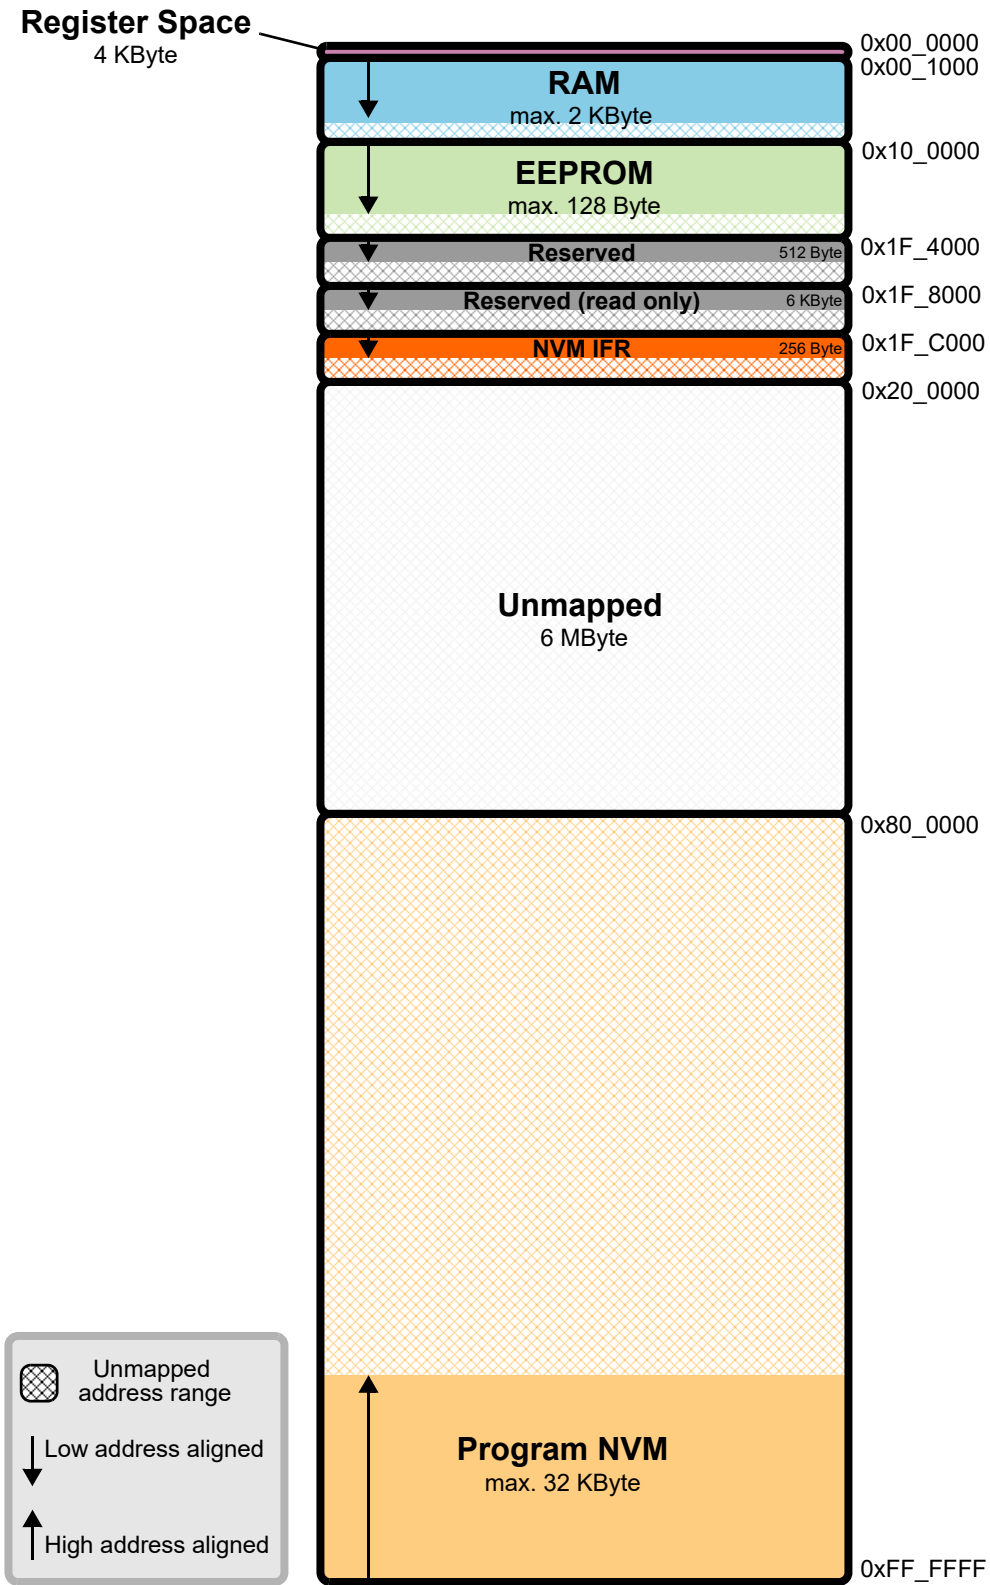 Register Space
4 KByte
0x00_0000
0x00_1000
RAM
max. 2 KByte
0x10_0000
EEPROM
max. 128 Byte
0x1F_4000
Reserved 512 Byte
0x1F_8000
Reserved (read only) 6 KByte
0x1F_C000
NVM IFR 256 Byte
0x20_0000
Unmapped
6 MByte
0x80_0000
Program NVM
max. 32 KByte
0xFF_FFFF
Unmapped
address range
Low address aligned
High address aligned